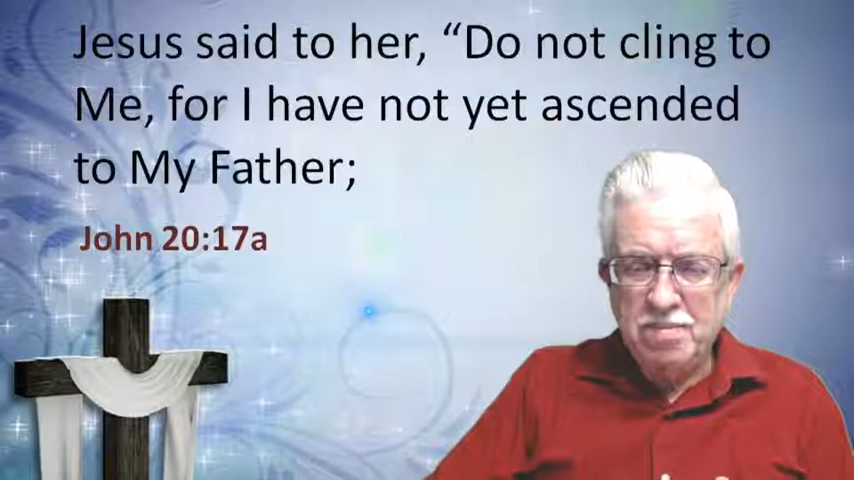 Jesus said to her, “Do not cling to
Me, for I have not yet ascended
to My Father;
John 20:17a